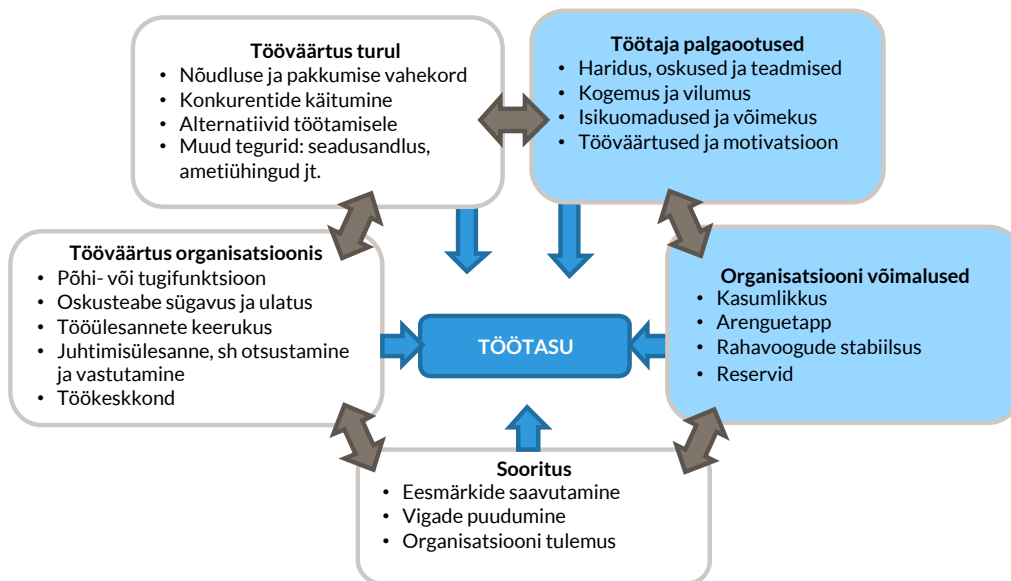 Tööväärtus turul
• Nõudluse ja pakkumise vahekord
• Konkurentide käitumine
• Alternatiivid töötamisele
• Muud tegurid: seadusandlus,
ametiühingud jt.
Töötaja palgaootused
• Haridus, oskused ja teadmised
• Kogemus ja vilumus
• Isikuomadused ja võimekus
• Tööväärtused ja motivatsioon
Tööväärtus organisatsioonis
• Põhi- või tugifunktsioon
• Oskusteabe sügavus ja ulatus
• Tööülesannete keerukus
• Juhtimisülesanne, sh otsustamine
ja vastutamine
• Töökeskkond
TÖÖTASU
Organisatsiooni võimalused
• Kasumlikkus
• Arenguetapp
• Rahavoogude stabiilsus
• Reservid
Sooritus
• Eesmärkide saavutamine
• Vigade puudumine
• Organisatsiooni tulemus